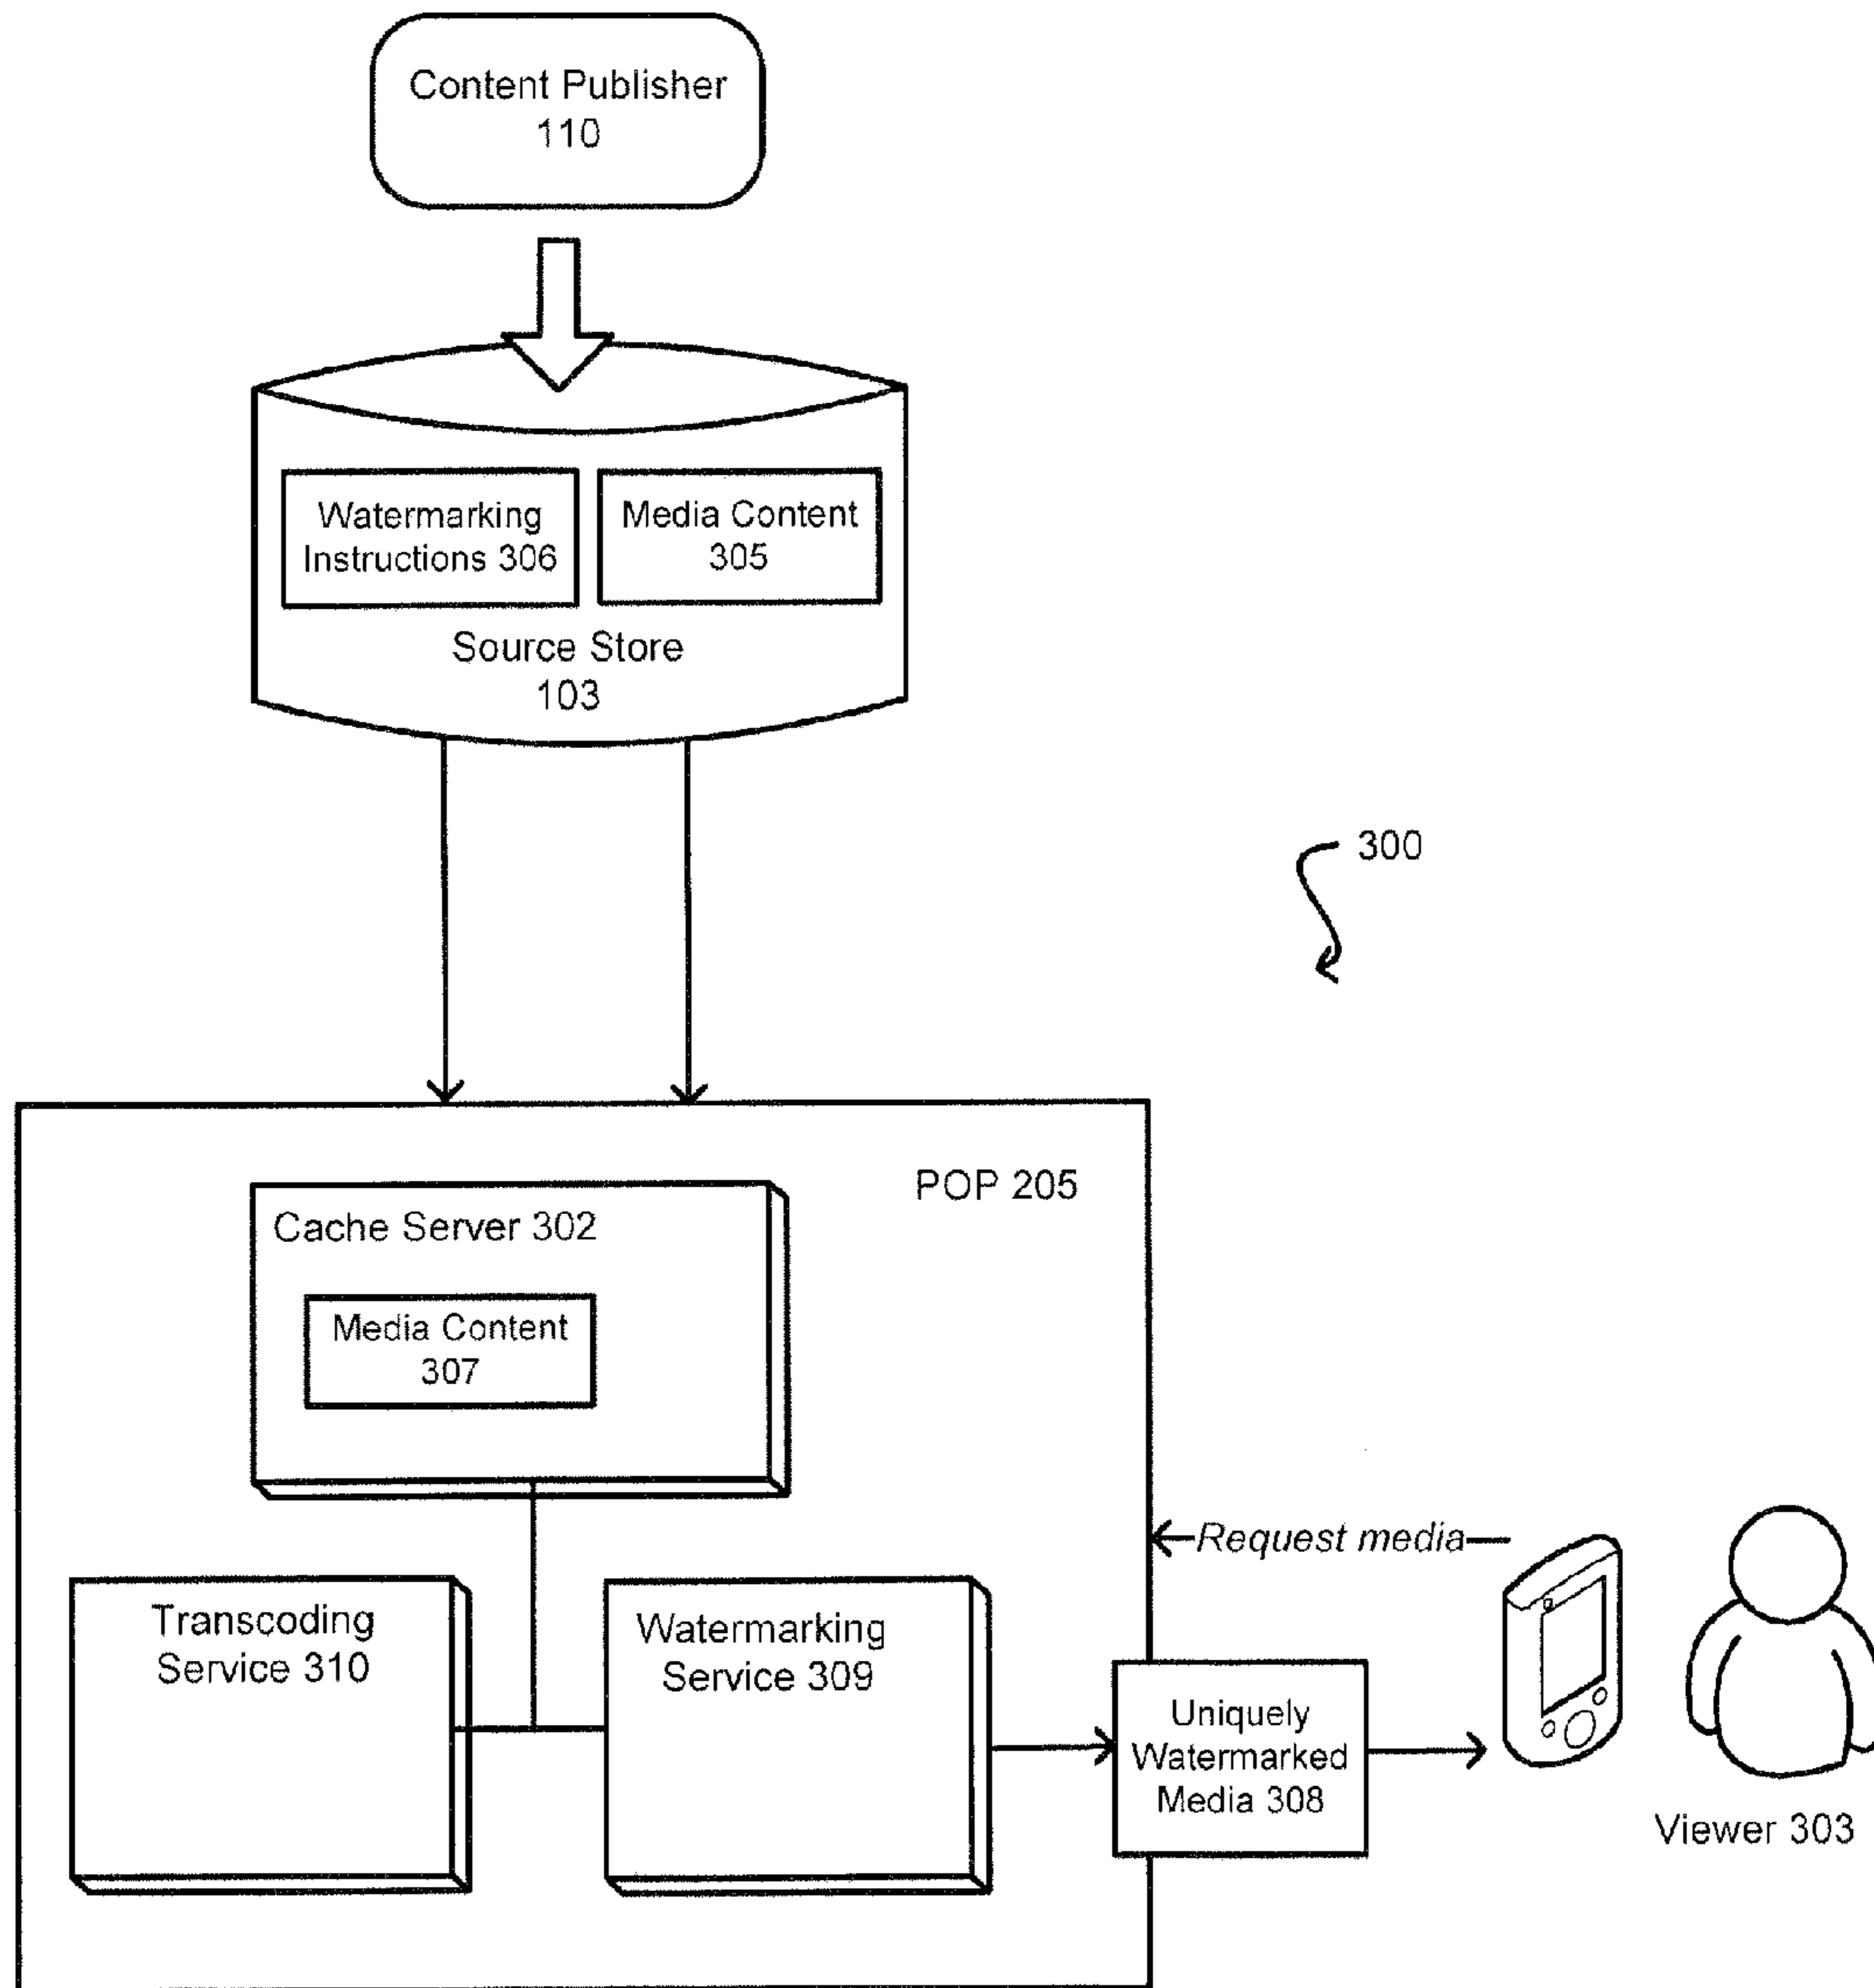 Content Publisher
110
Watermarking
Instructions 306
Media Content
305
Source Store
103
300
POP 205
Cache Server 302
Media Content
307
Request media
Transcoding
Service 310
Watermarking
Service 309
Uniquely
Watermarked
Media 308
Viewer 303